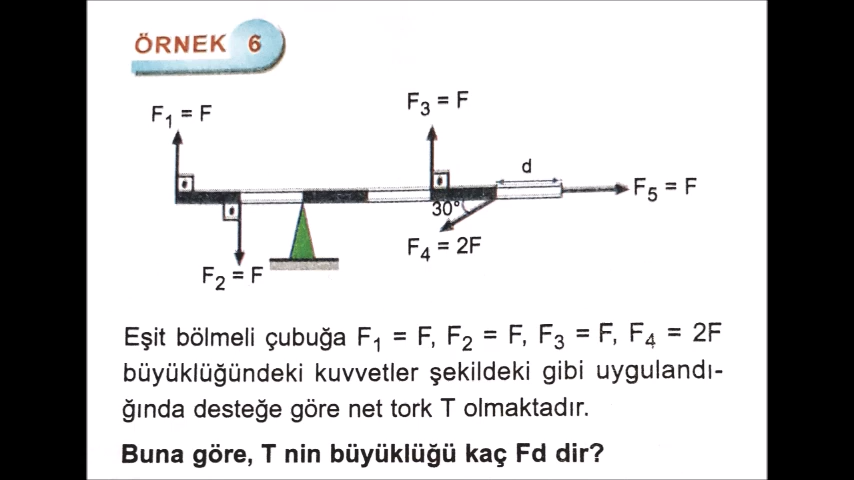 ÖRNEK 6
F₁ = F
F₃ = F
d
F₅ = F
30°
F₄ = 2F
F₂ = F
Eşit bölmeli çubuğa F₁ = F, F₂ = F, F₃ = F, F₄ = 2F
büyüklüğündeki kuvvetler şekildeki gibi uygulandı-
ğında desteğe göre net tork T olmaktadır.
Buna göre, T nin büyüklüğü kaç Fd dir?